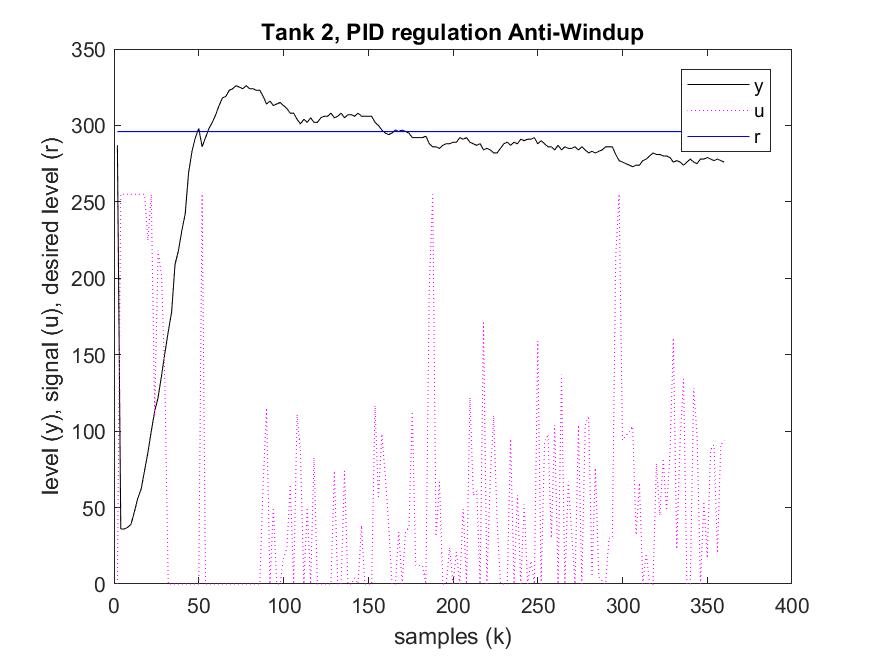 Tank 2, PID regulation Anti-Windup
350
300
250
200
150
100
50
0
level (y), signal (u), desired level (r)
y
u
r
0 50 100 150 200 250 300 350 400
samples (k)